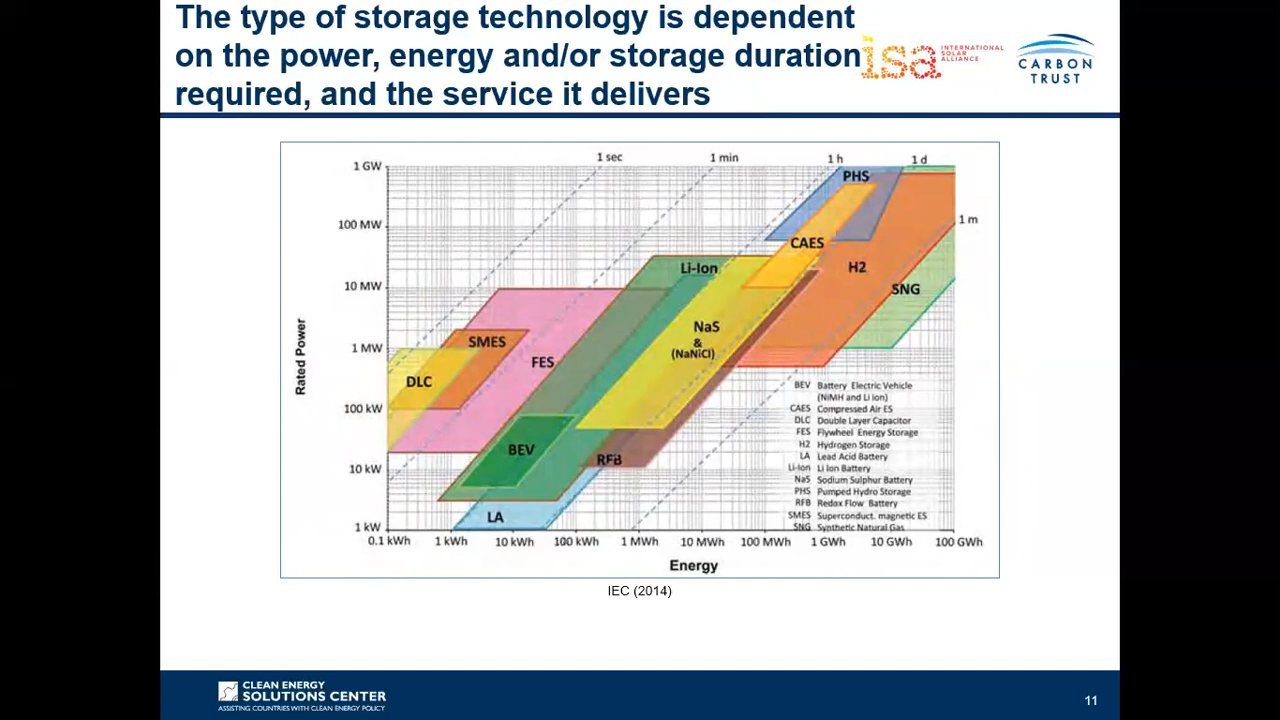 The type of storage technology is dependent
on the power, energy and/or storage duration
required, and the service it delivers
isa INTERNATIONAL
SOLAR
ALLIANCE
CARBON
TRUST
1 sec
1 min
1 h
1 d
1 m
1 GW
100 MW
10 MW
1 MW
100 kW
10 kW
1 kW
Rated Power
PHS
CAES
Li-Ion
H2
SNG
NaS
&
(NaNiCl)
SMES
FES
DLC
BEV
RFB
LA
BEV Battery Electric Vehicle
(NiMH and Li ion)
CAES Compressed Air ES
DLC Double Layer Capacitor
FES Flywheel Energy Storage
H2 Hydrogen Storage
LA Lead Acid Battery
Li-Ion Li Ion Battery
NaS Sodium Sulphur Battery
PHS Pumped Hydro Storage
RFB Redox Flow Battery
SMES Superconduct. magnetic ES
SNG Synthetic Natural Gas
0.1 kWh
1 kWh
10 kWh
100 kWh
1 MWh
10 MWh
100 MWh
1 GWh
10 GWh
100 GWh
Energy
IEC (2014)
CLEAN ENERGY
SOLUTIONS CENTER
ASSISTING COUNTRIES WITH CLEAN ENERGY POLICY
11